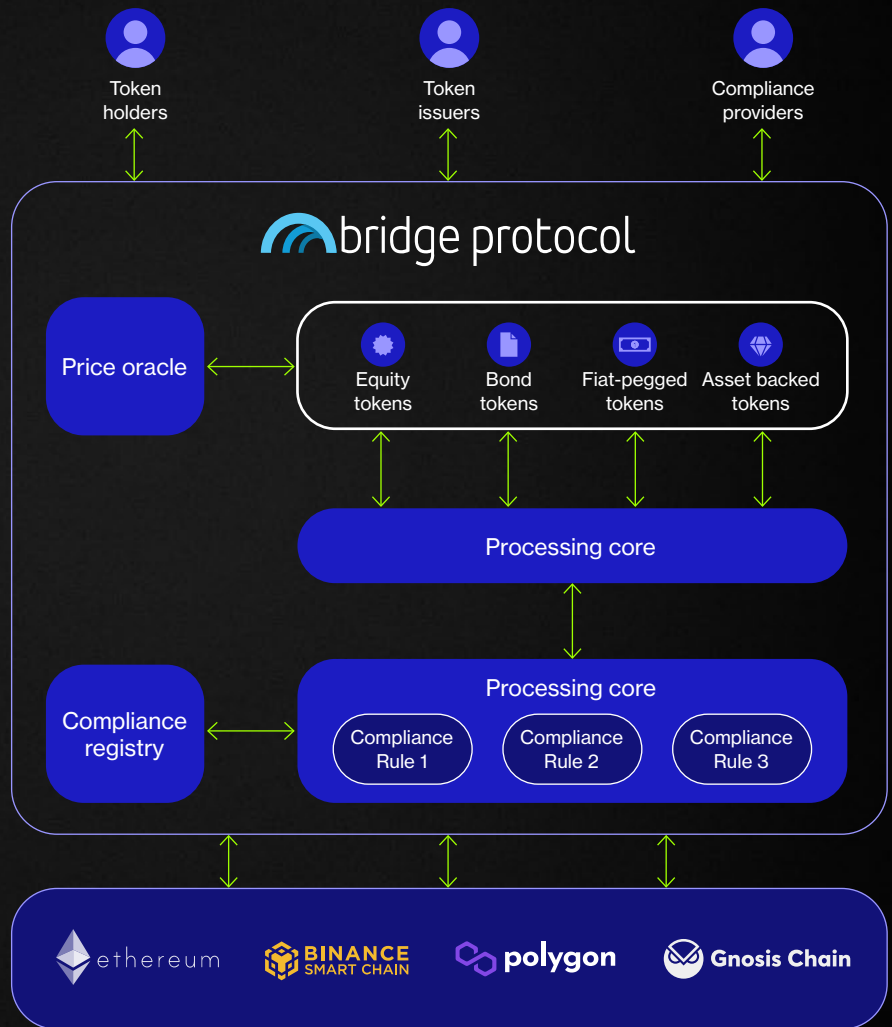 Token
holders
Token
issuers
Compliance
providers
bridge protocol
Price oracle
Equity
tokens
Bond
tokens
Fiat-pegged
tokens
Asset backed
tokens
Processing core
Compliance
registry
Processing core
Compliance
Rule 1
Compliance
Rule 2
Compliance
Rule 3
ethereum
BINANCE
SMART CHAIN
polygon
Gnosis Chain